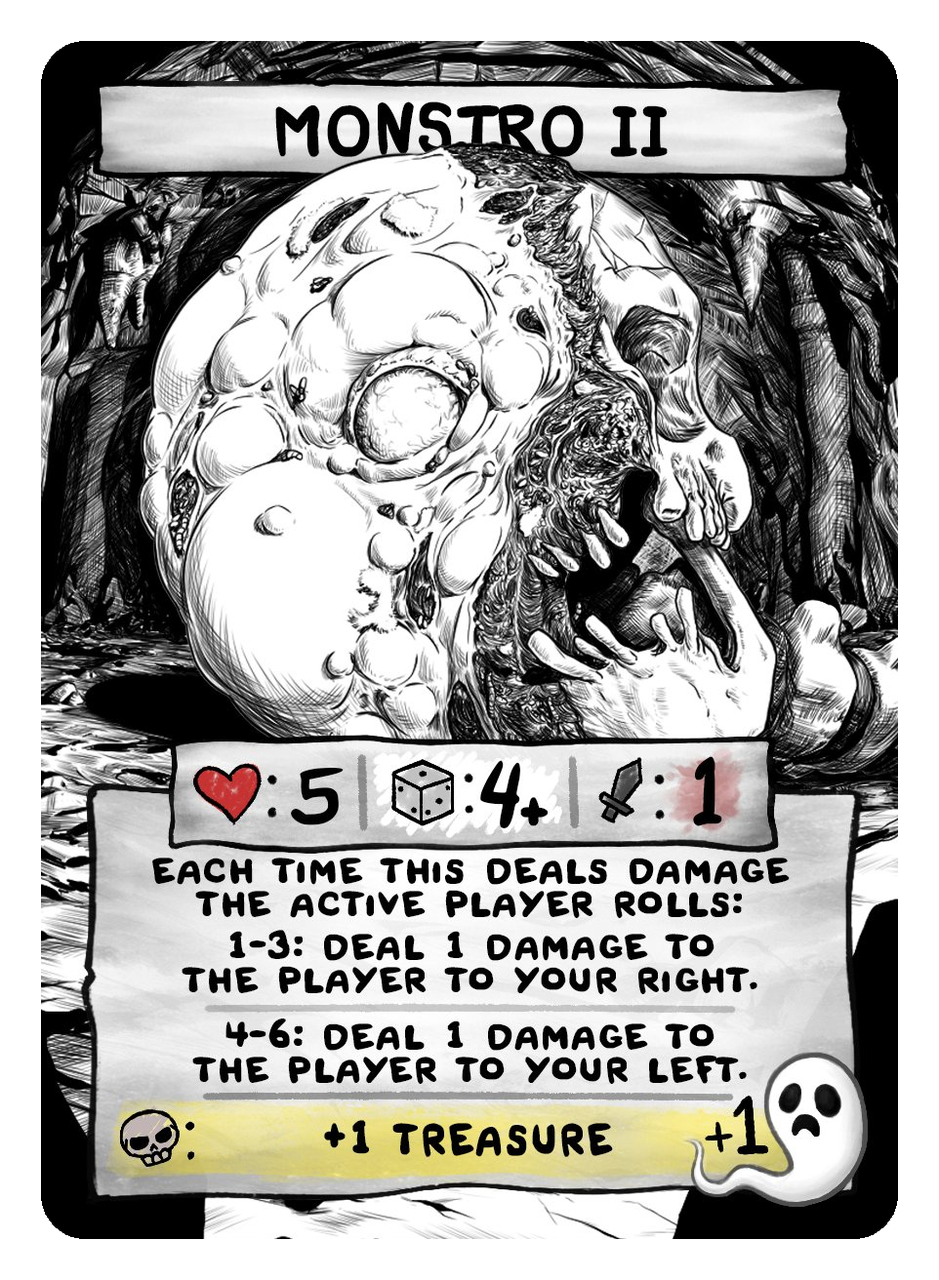 MONSTRO II
: 5 : 4+ : 1
EACH TIME THIS DEALS DAMAGE
THE ACTIVE PLAYER ROLLS:
1-3: DEAL 1 DAMAGE TO
THE PLAYER TO YOUR RIGHT.
4-6: DEAL 1 DAMAGE TO
THE PLAYER TO YOUR LEFT.
: +1 TREASURE +1